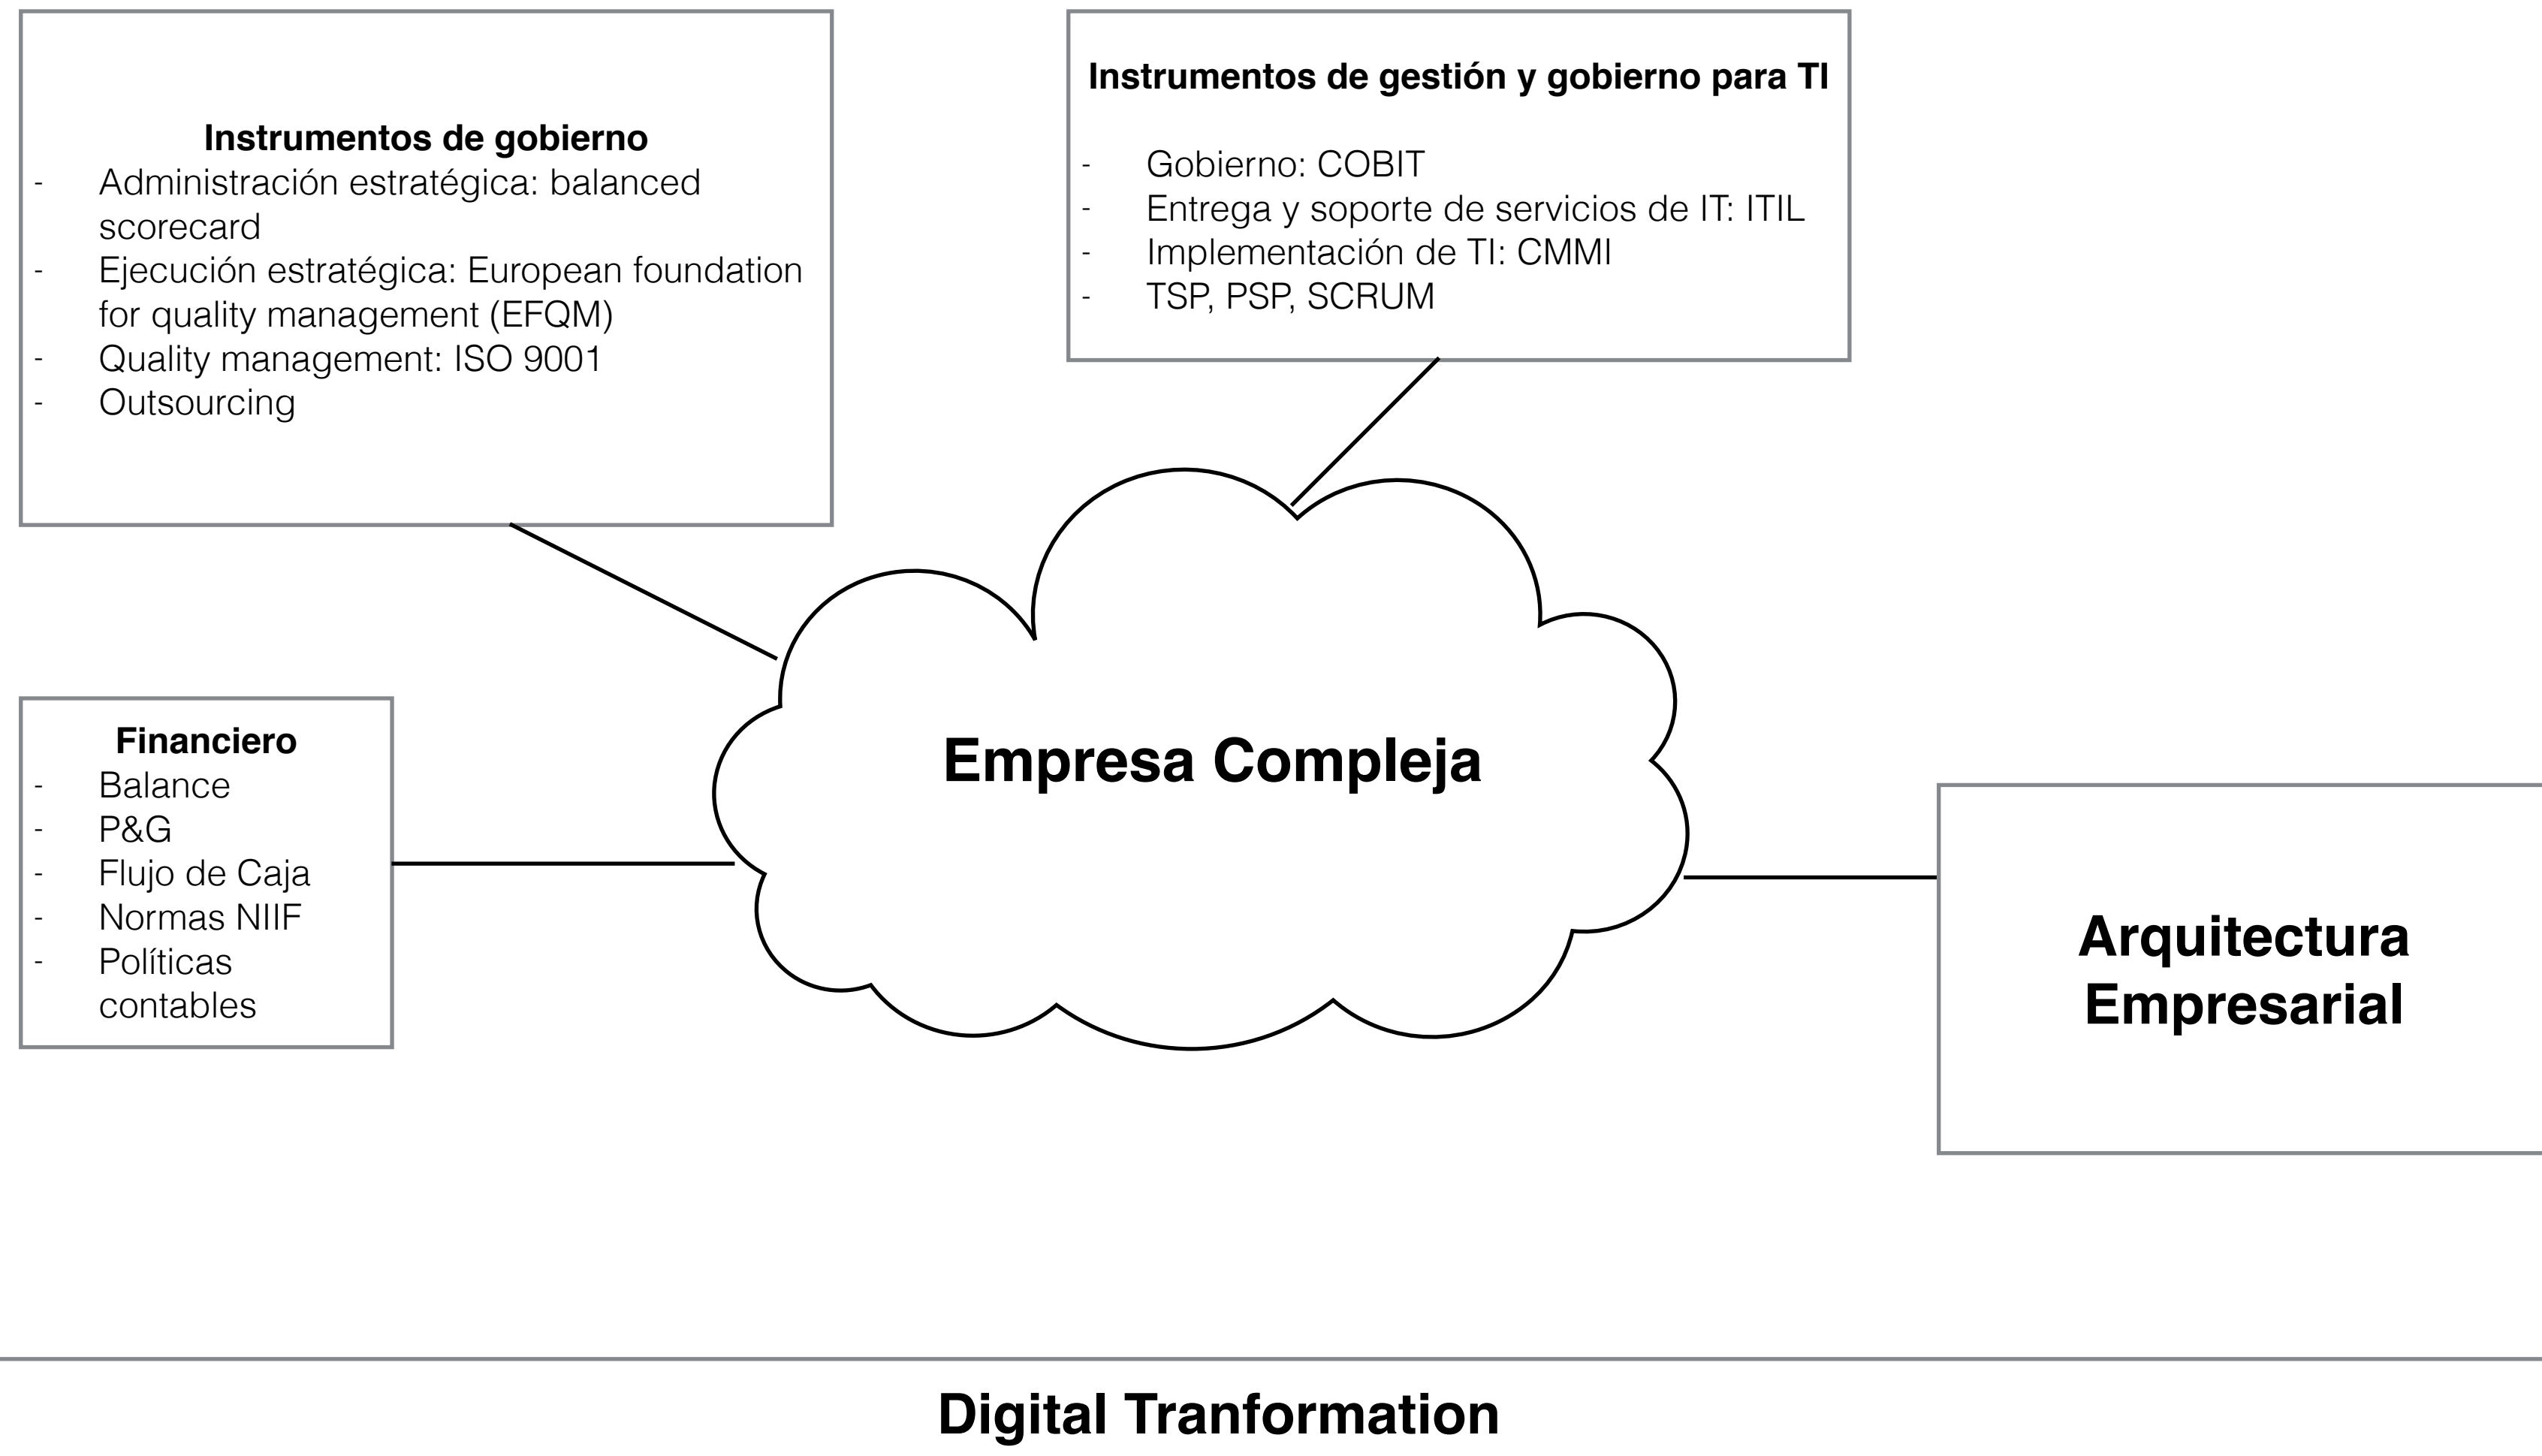 Instrumentos de gobierno
- Administración estratégica: balanced
scorecard
- Ejecución estratégica: European foundation
for quality management (EFQM)
- Quality management: ISO 9001
- Outsourcing
Instrumentos de gestión y gobierno para TI
- Gobierno: COBIT
- Entrega y soporte de servicios de IT: ITIL
- Implementación de TI: CMMI
- TSP, PSP, SCRUM
Financiero
- Balance
- P&G
- Flujo de Caja
- Normas NIIF
- Políticas
contables
Empresa Compleja
Arquitectura
Empresarial
Digital Tranformation